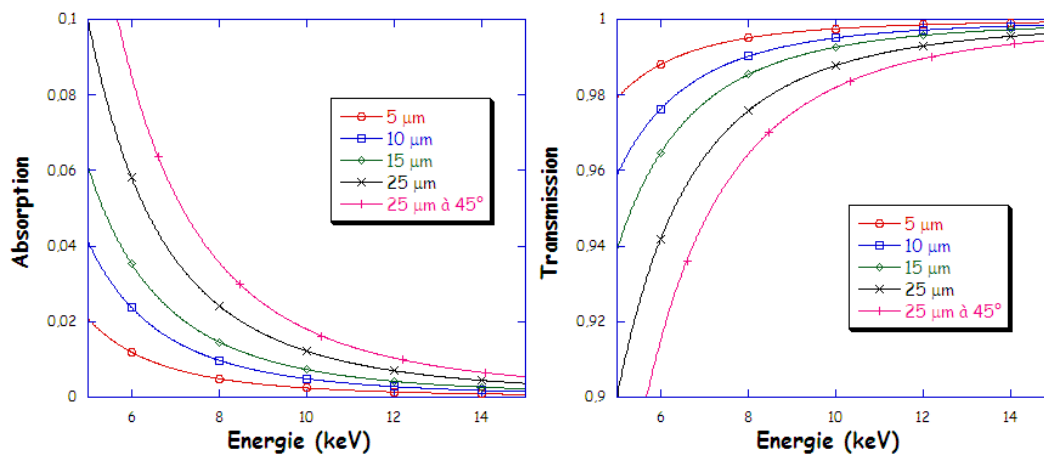 0,1
0,08
0,06
0,04
0,02
0
Absorption
6 8 10 12 14
Energie (keV)
5 µm
10 µm
15 µm
25 µm
25 µm à 45°
1
0,98
0,96
0,94
0,92
0,9
Transmission
6 8 10 12 14
Energie (keV)
5 µm
10 µm
15 µm
25 µm
25 µm à 45°